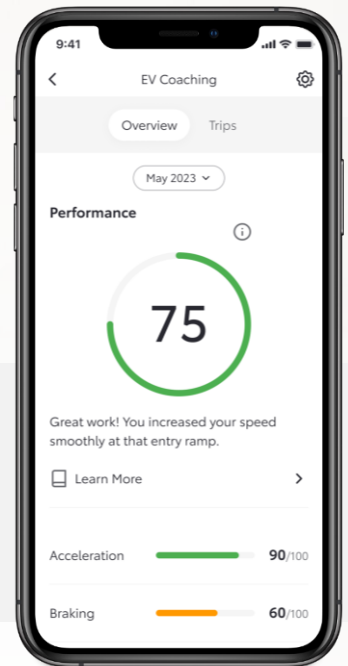 9:41
EV Coaching
Overview Trips
May 2023
Performance
75
Great work! You increased your speed
smoothly at that entry ramp.
Learn More
Acceleration 90/100
Braking 60/100